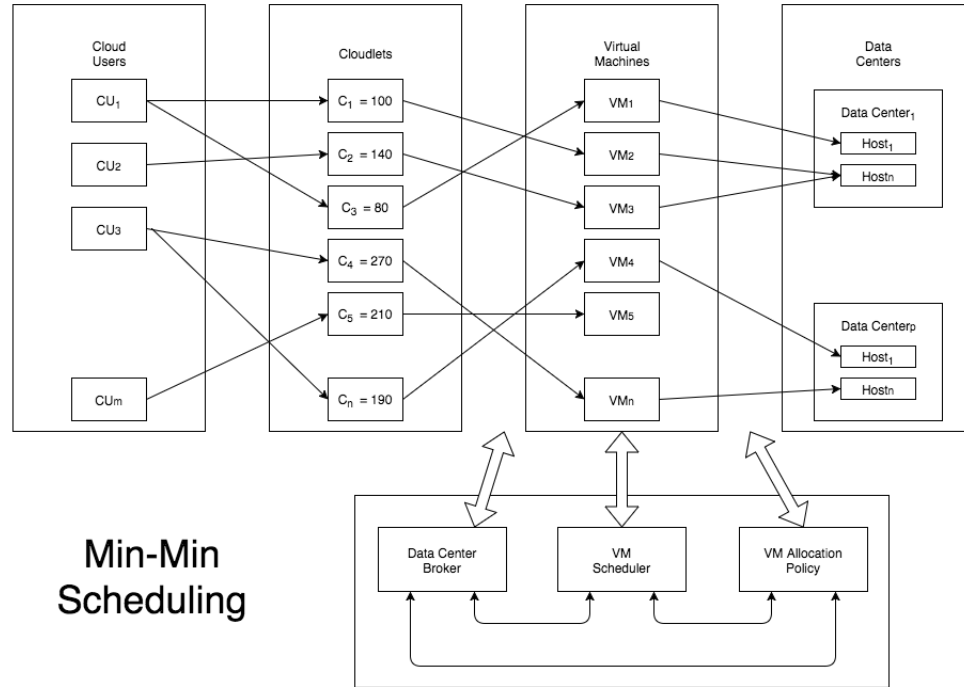 Cloud
Users
CU₁
CU₂
CU₃
CUₘ
Cloudlets
C₁ = 100
C₂ = 140
C₃ = 80
C₄ = 270
C₅ = 210
Cₙ = 190
Virtual
Machines
VM₁
VM₂
VM₃
VM₄
VM₅
VMₙ
Data
Centers
Data Center₁
Host₁
Hostₙ
Data Centerₚ
Host₁
Hostₙ
Min-Min
Scheduling
Data Center
Broker
VM
Scheduler
VM Allocation
Policy